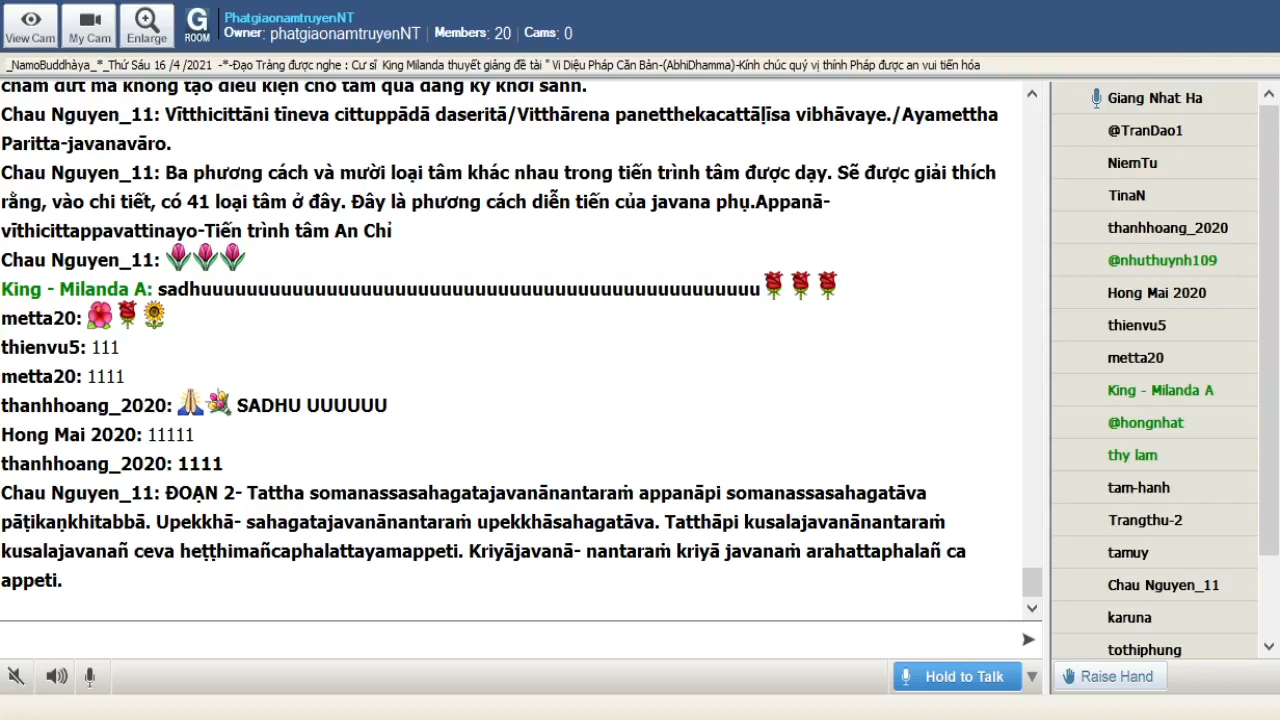 View Cam
My Cam
Enlarge
G
ROOM
PhatgiaonamtruyenNT
Owner: phatgiaonamtruyenNT | Members: 20 | Cams: 0
_NamoBuddhàya_*_Thứ Sáu 16 /4 /2021 -*-Đạo Tràng được nghe : Cư sĩ King Milanda thuyết giảng đề tài " Vi Diệu Pháp Căn Bản-(AbhiDhamma)-Kính chúc quý vị thính Pháp được an vui tiến hóa
Chau Nguyen_11: Vīthicittāni tīneva cittuppādā daseritā/Vitthārena panetthekacattāḷīsa vibhāvaye./Ayamettha
Paritta-javanavāro.
Chau Nguyen_11: Ba phương cách và mười loại tâm khác nhau trong tiến trình tâm được dạy. Sẽ được giải thích
rằng, vào chi tiết, có 41 loại tâm ở đây. Đây là phương cách diễn tiến của javana phụ.Appanā-
vīthicittappavattinayo-Tiến trình tâm An Chỉ
Chau Nguyen_11:
King - Milanda A: sadhuuuuuuuuuuuuuuuuuuuuuuuuuuuuuuuuuuuuuuuuuuuuuuuuu
metta20:
thienvu5: 111
metta20: 1111
thanhhoang_2020: SADHU UUUUUU
Hong Mai 2020: 11111
thanhhoang_2020: 1111
Chau Nguyen_11: ĐOẠN 2- Tattha somanassasahagatajavanānantaraṁ appanāpi somanassasahagatāva
pāṭikaṇkhitabbā. Upekkhā- sahagatajavanānantaraṁ upekkhāsahagatāva. Tatthāpi kusalajavanānantaraṁ
kusalajavanañ ceva heṭṭhimañcaphalattayamappeti. Kriyājavanā- nantaraṁ kriyā javanaṁ arahattaphalañ ca
appeti.
Hold to Talk
Giang Nhat Ha
@TranDao1
NiemTu
TinaN
thanhhoang_2020
@nhuthuynh109
Hong Mai 2020
thienvu5
metta20
King - Milanda A
@hongnhat
thy lam
tam-hanh
Trangthu-2
tamuy
Chau Nguyen_11
karuna
tothiphung
Raise Hand